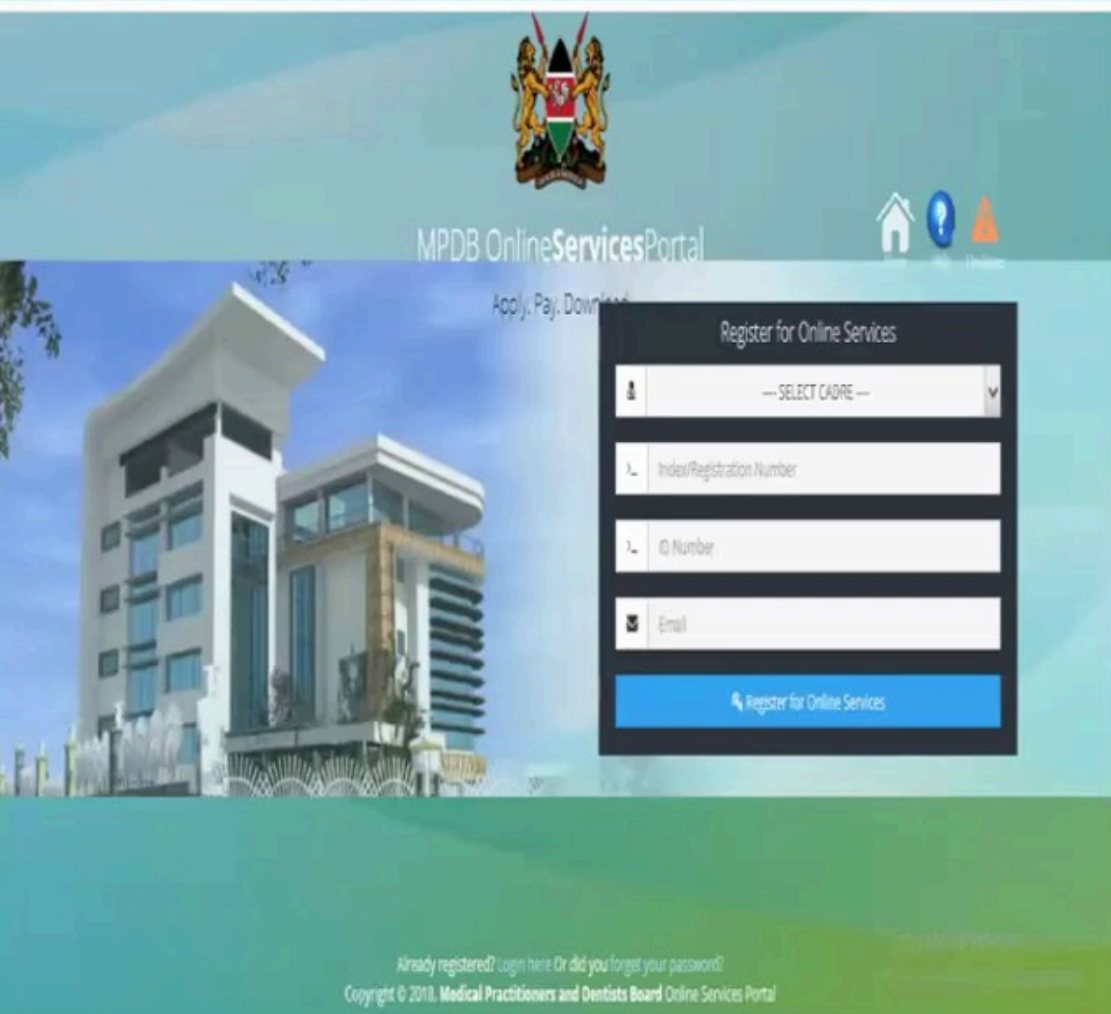 HARAMBEE
MPDB OnlineServicesPortal
Apply. Pay. Download
Register for Online Services
--- SELECT CADRE ---
Index/Registration Number
ID Number
Email
Register for Online Services
Already registered? Login here Or did you forget your password?
Copyright © 2018. Medical Practitioners and Dentists Board Online Services Portal